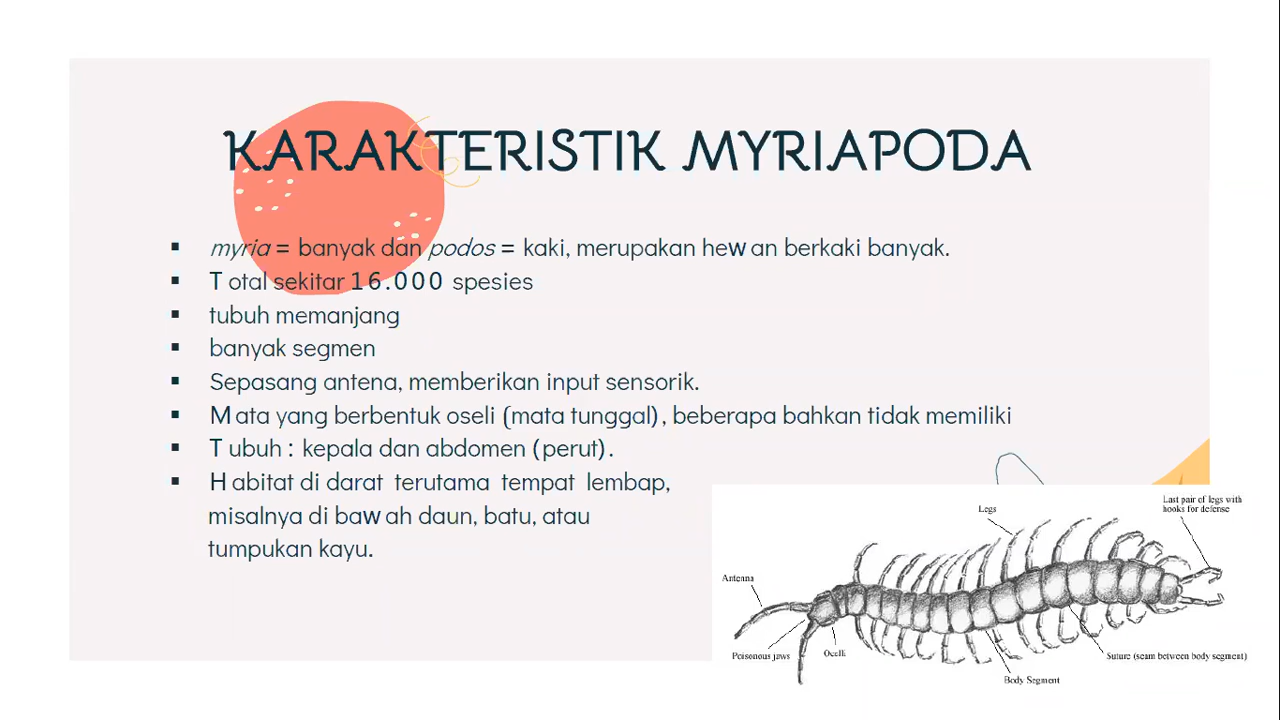 KARAKTERISTIK MYRIAPODA
▪ myria = banyak dan podos = kaki, merupakan hewan berkaki banyak.
▪ Total sekitar 16.000 spesies
▪ tubuh memanjang
▪ banyak segmen
▪ Sepasang antena, memberikan input sensorik.
▪ Mata yang berbentuk oseli (mata tunggal), beberapa bahkan tidak memiliki
▪ Tubuh : kepala dan abdomen (perut).
▪ Habitat di darat terutama tempat lembap,
misalnya di bawah daun, batu, atau
tumpukan kayu.
Last pair of legs with
hooks for defense
Legs
Antenna
Poisonous jaws
Ocelli
Suture (seam between body segment)
Body Segment